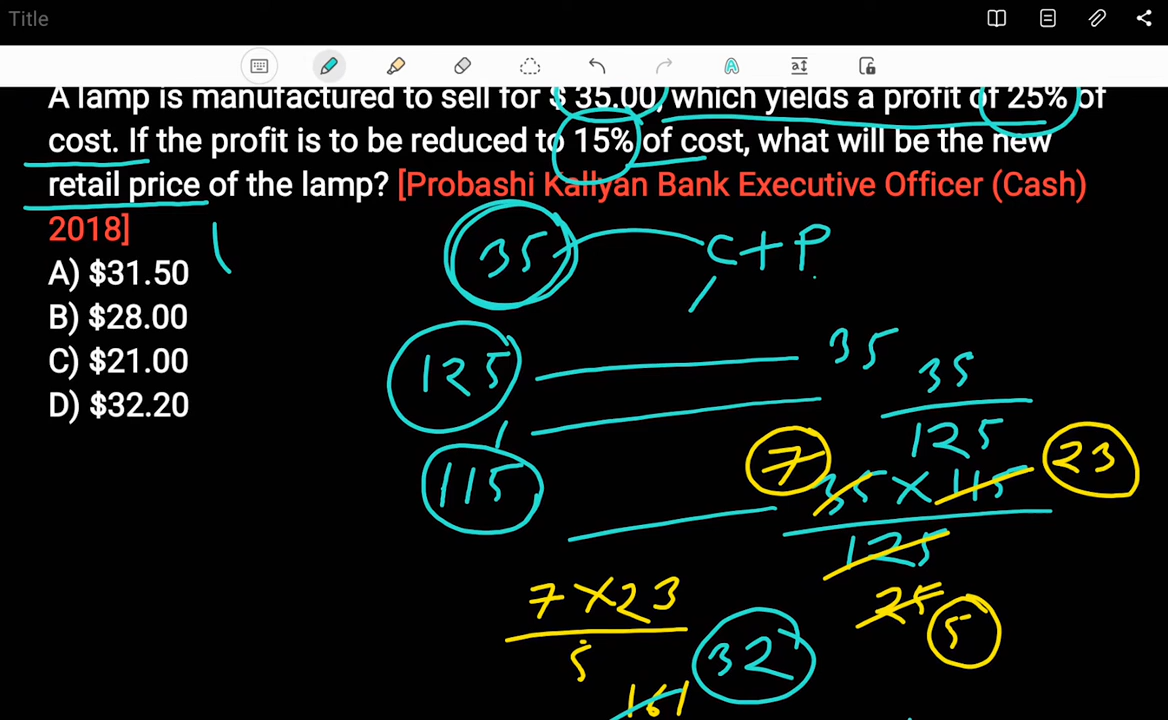 Title
A lamp is manufactured to sell for $ 35.00, which yields a profit of 25% of
cost. If the profit is to be reduced to 15% of cost, what will be the new
retail price of the lamp? [Probashi Kallyan Bank Executive Officer (Cash)
2018]
A) $31.50
B) $28.00
C) $21.00
D) $32.20
35 C+P
125 35
1 35
125
115 35 X 115
125
7 23
25 5
7 X 23
5
32
161